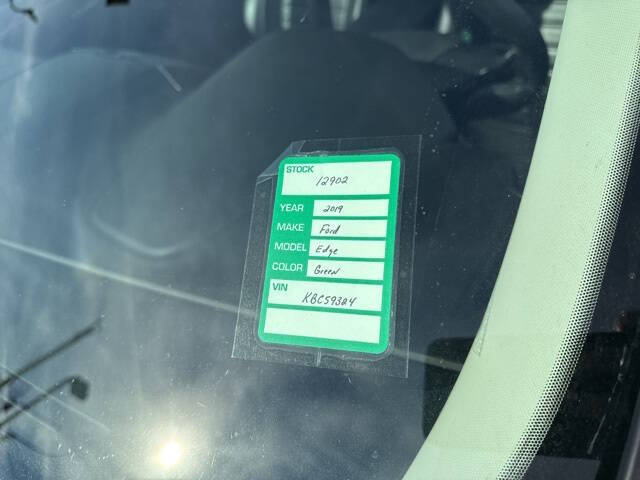 STOCK
12902
YEAR 2019
MAKE Ford
MODEL Edge
COLOR Green
VIN
KBC59324